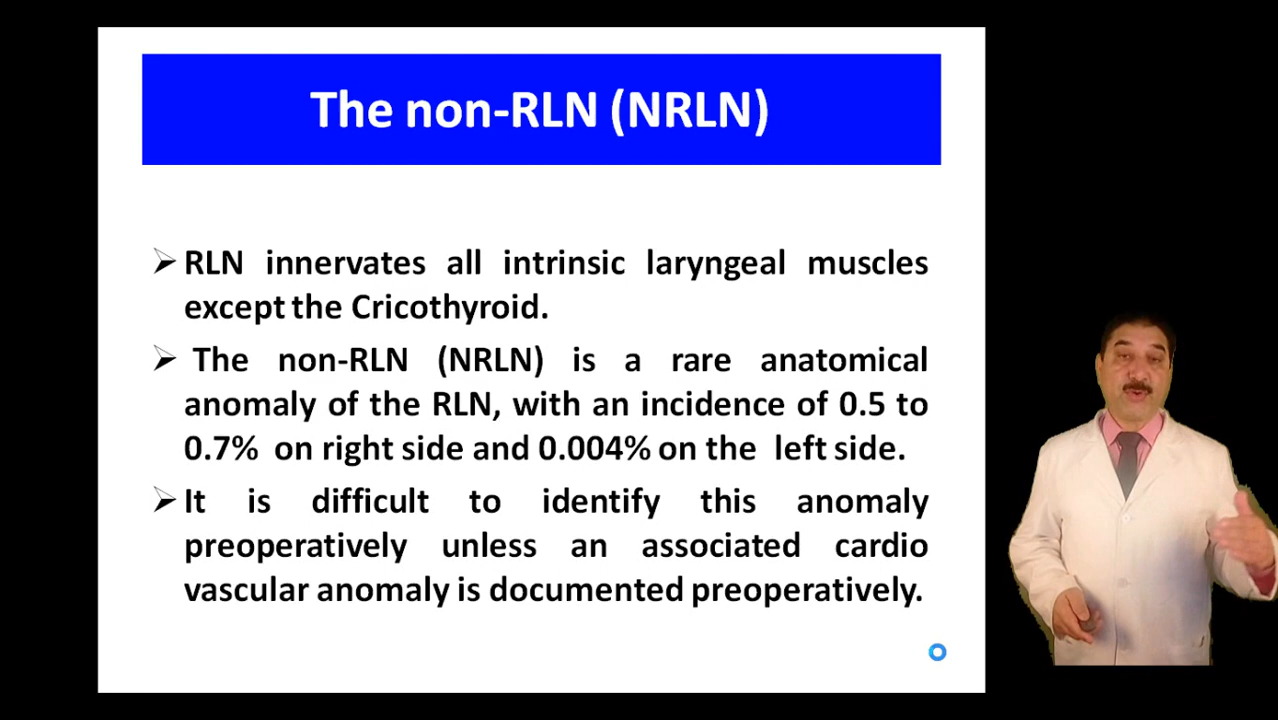 The non-RLN (NRLN)
RLN innervates all intrinsic laryngeal muscles
except the Cricothyroid.
The non-RLN (NRLN) is a rare anatomical
anomaly of the RLN, with an incidence of 0.5 to
0.7% on right side and 0.004% on the left side.
It is difficult to identify this anomaly
preoperatively unless an associated cardio
vascular anomaly is documented preoperatively.